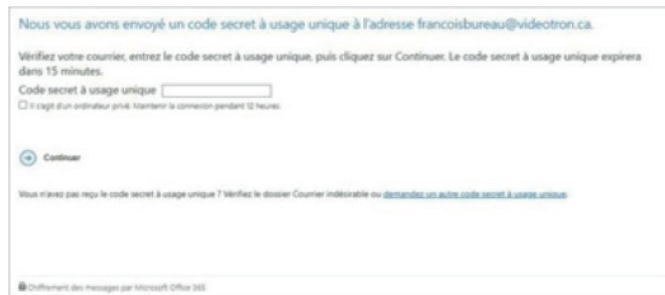 Nous vous avons envoyé un code secret à usage unique à l'adresse francoisbureau@videotron.ca.
Vérifiez votre courrier, entrez le code secret à usage unique, puis cliquez sur Continuer. Le code secret à usage unique expirera
dans 15 minutes.
Code secret à usage unique
Il s'agit d'un ordinateur privé. Maintenir la connexion pendant 12 heures.
Continuer
Vous n'avez pas reçu le code secret à usage unique ? Vérifiez le dossier Courrier indésirable ou demandez un autre code secret à usage unique.
Chiffrement des messages par Microsoft Office 365